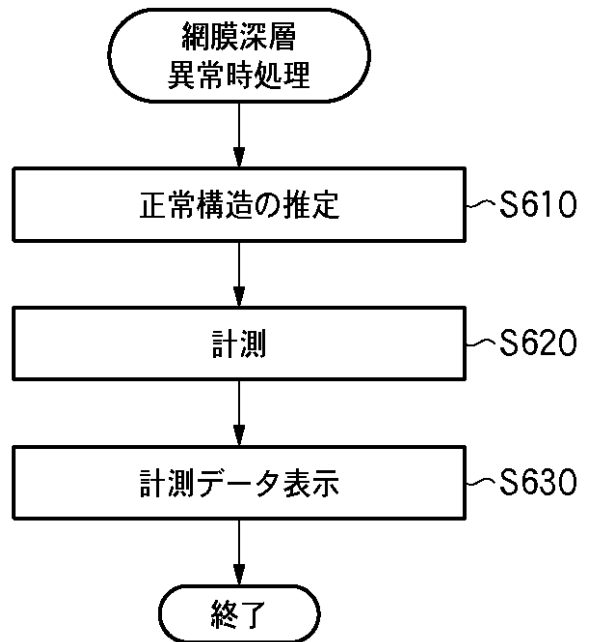 網膜深層
異常時処理
正常構造の推定
S610
計測
S620
計測データ表示
S630
終了